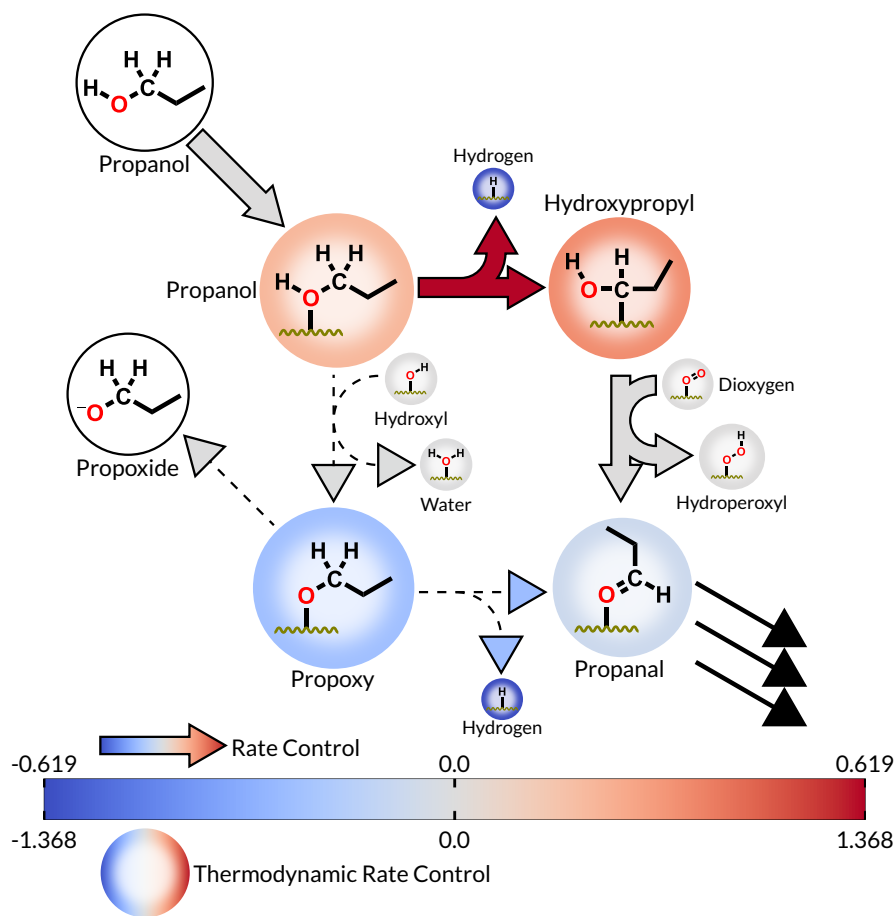 H H
H O C
Propanol
Hydrogen
H
Hydroxypropyl
H H
H O C
Propanol
H H
O C
H H
C
−O
Propoxide
O H
Hydroxyl
H H
O
Water
O O
Dioxygen
H
O O
Hydroperoxyl
H H
C
O
Propoxy
C
O H
Propanal
H
Hydrogen
Rate Control
-0.619 0.0 0.619
-1.368 0.0 1.368
Thermodynamic Rate Control